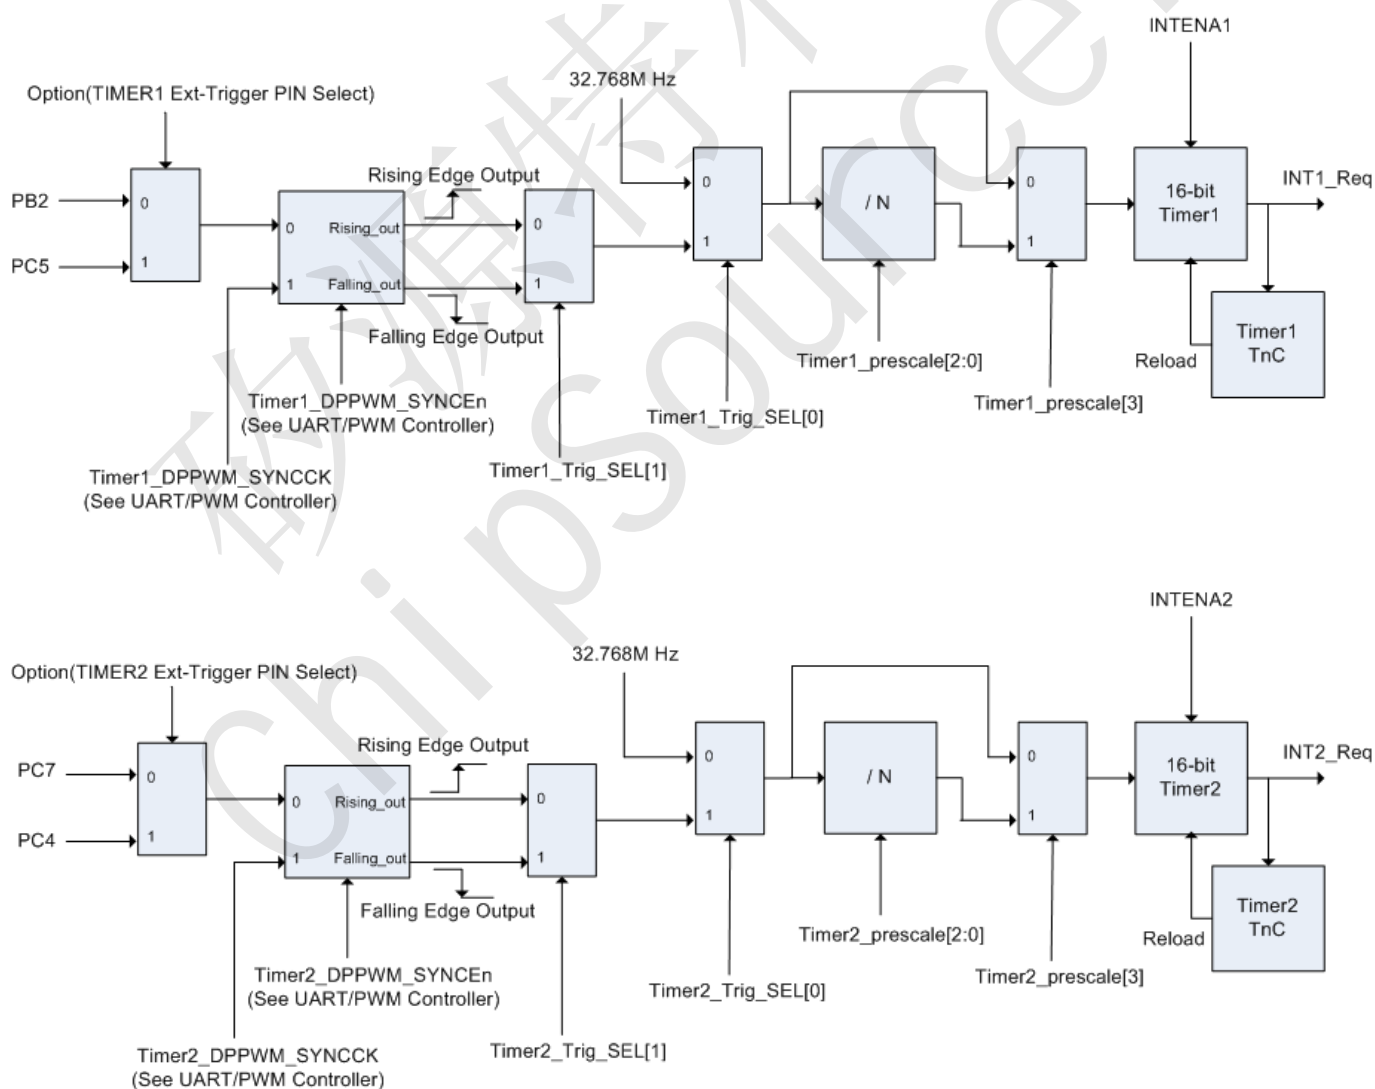 INTENA1
32.768M Hz
Option(TIMER1 Ext-Trigger PIN Select)
Rising Edge Output
PB2
0
PC5
1
0
Rising_out
1
Falling_out
0
1
Falling Edge Output
0
1
/ N
0
1
16-bit
Timer1
INT1_Req
Timer1
TnC
Reload
Timer1_prescale[2:0]
Timer1_prescale[3]
Timer1_Trig_SEL[0]
Timer1_DPPWM_SYNCEn
(See UART/PWM Controller)
Timer1_Trig_SEL[1]
Timer1_DPPWM_SYNCCK
(See UART/PWM Controller)
矽源特科
ChipSource
INTENA2
32.768M Hz
Option(TIMER2 Ext-Trigger PIN Select)
Rising Edge Output
PC7
0
PC4
1
0
Rising_out
1
Falling_out
0
1
Falling Edge Output
0
1
/ N
0
1
16-bit
Timer2
INT2_Req
Timer2
TnC
Reload
Timer2_prescale[2:0]
Timer2_prescale[3]
Timer2_Trig_SEL[0]
Timer2_DPPWM_SYNCEn
(See UART/PWM Controller)
Timer2_Trig_SEL[1]
Timer2_DPPWM_SYNCCK
(See UART/PWM Controller)